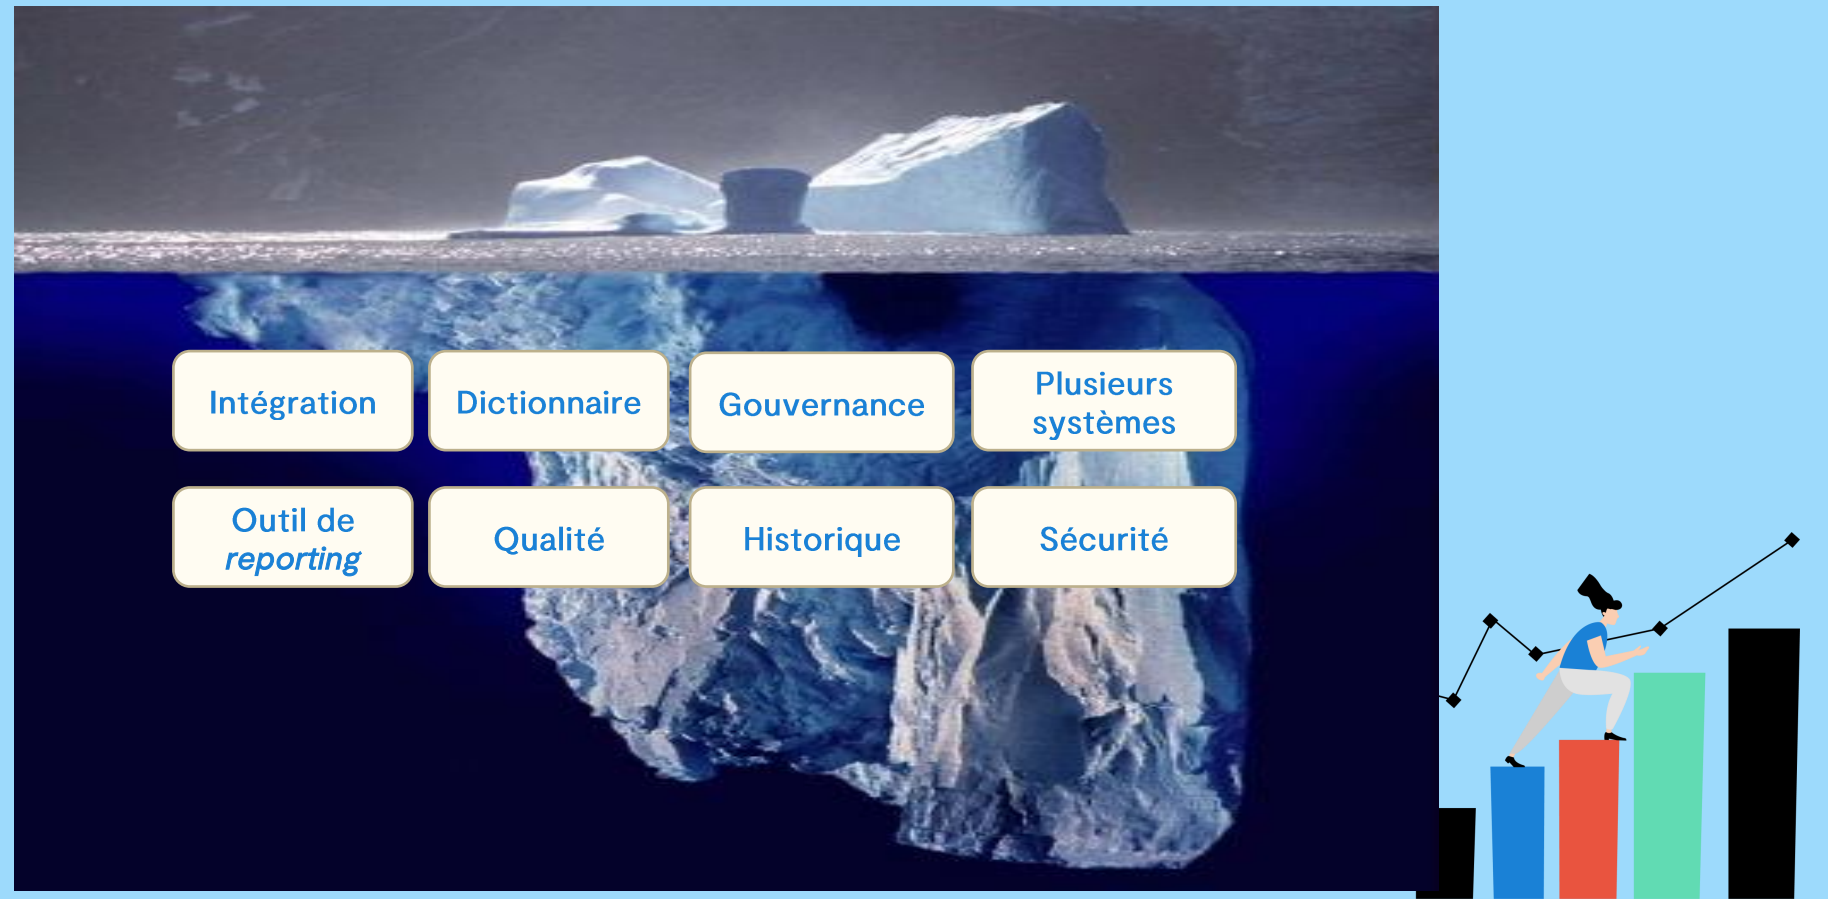 Intégration
Dictionnaire
Gouvernance
Plusieurs
systèmes
Outil de
reporting
Qualité
Historique
Sécurité